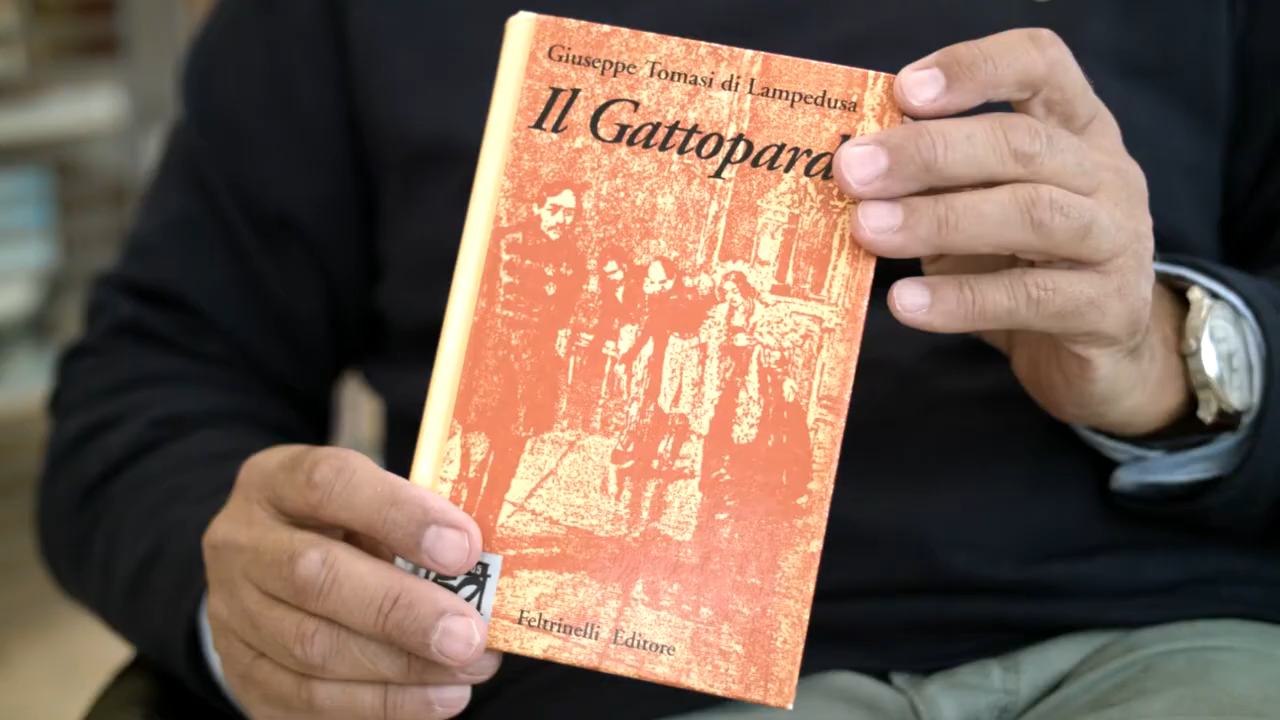 Giuseppe Tomasi di Lampedusa
Il Gattopard
Feltrinelli Editore